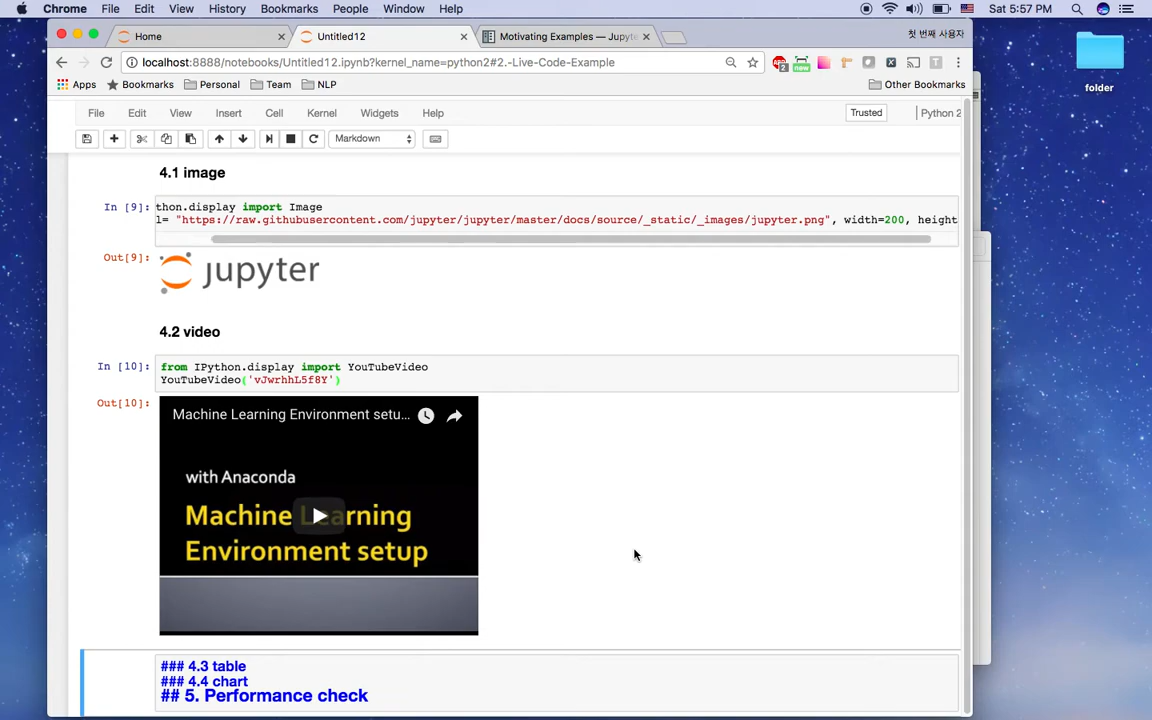 Chrome File Edit View History Bookmarks People Window Help Sat 5:57 PM
Home Untitled12 Motivating Examples — Jupyte 첫 번째 사용자
localhost:8888/notebooks/Untitled12.ipynb?kernel_name=python2#2.-Live-Code-Example
Apps Bookmarks Personal Team NLP Other Bookmarks
folder
File Edit View Insert Cell Kernel Widgets Help Trusted Python 2
Markdown
4.1 image
In [9]: thon.display import Image
l= "https://raw.githubusercontent.com/jupyter/jupyter/master/docs/source/_static/_images/jupyter.png", width=200, height
Out[9]:
jupyter
4.2 video
In [10]: from IPython.display import YouTubeVideo
YouTubeVideo('vJwrhhL5f8Y')
Out[10]:
Machine Learning Environment setu...
with Anaconda
Machine Learning
Environment setup
### 4.3 table
### 4.4 chart
## 5. Performance check